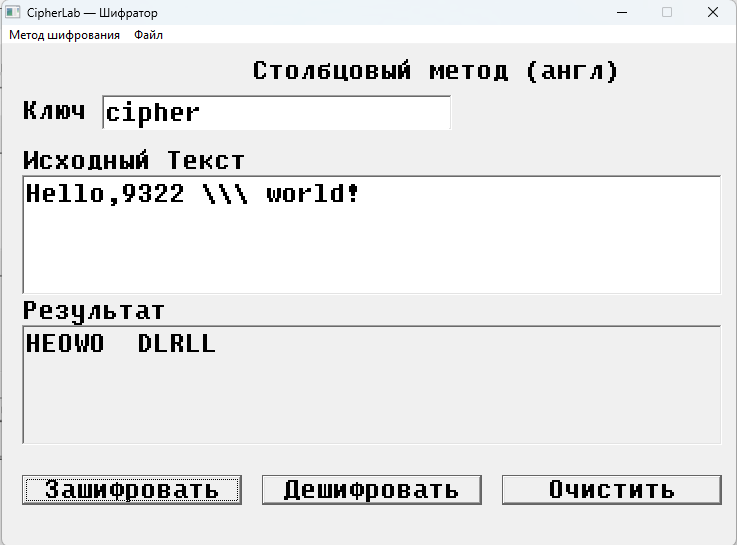 CipherLab — Шифратор
Метод шифрования Файл
Столбцовый метод (англ)
Ключ cipher
Исходный Текст
Hello,9322 \\\ world!
Результат
HEOWO  DLRLL
Зашифровать Дешифровать Очистить